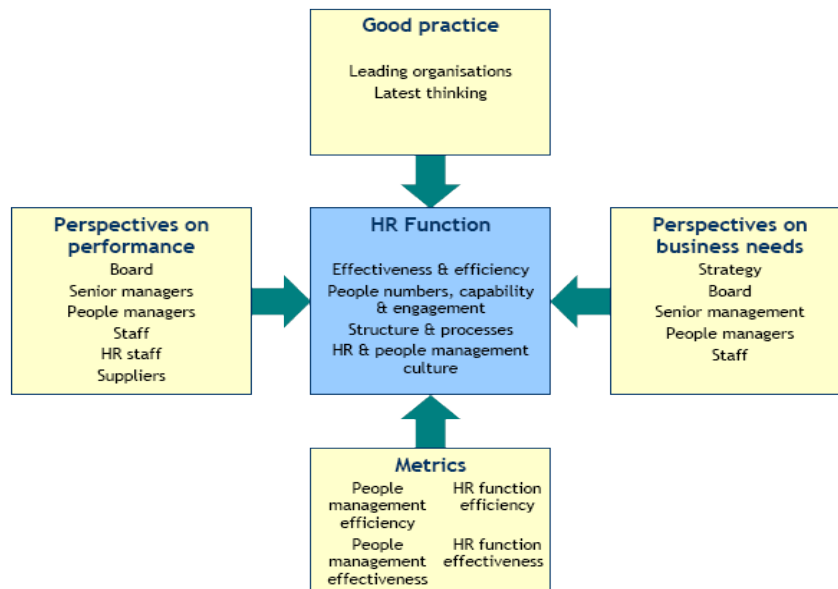 Good practice
Leading organisations
Latest thinking
Perspectives on
performance
Board
Senior managers
People managers
Staff
HR staff
Suppliers
HR Function
Effectiveness & efficiency
People numbers, capability
& engagement
Structure & processes
HR & people management
culture
Perspectives on
business needs
Strategy
Board
Senior management
People managers
Staff
Metrics
People
management
efficiency
HR function
efficiency
People
management
effectiveness
HR function
effectiveness